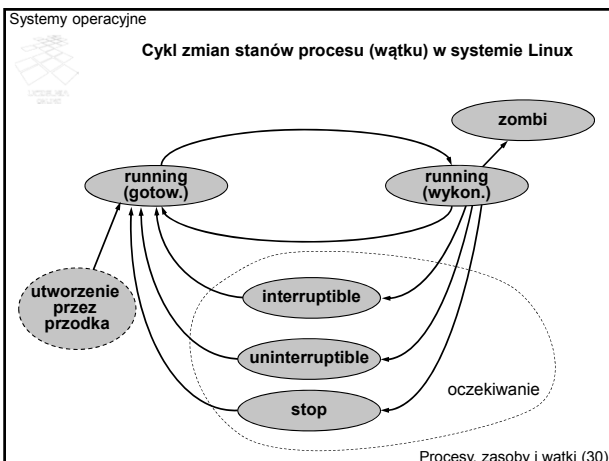 Systemy operacyjne
Cykl zmian stanów procesu (wątku) w systemie Linux
zombi
running
(gotow.)
running
(wykon.)
utworzenie
przez
przodka
interruptible
uninterruptible
oczekiwanie
stop
Procesy, zasoby i wątki (30)